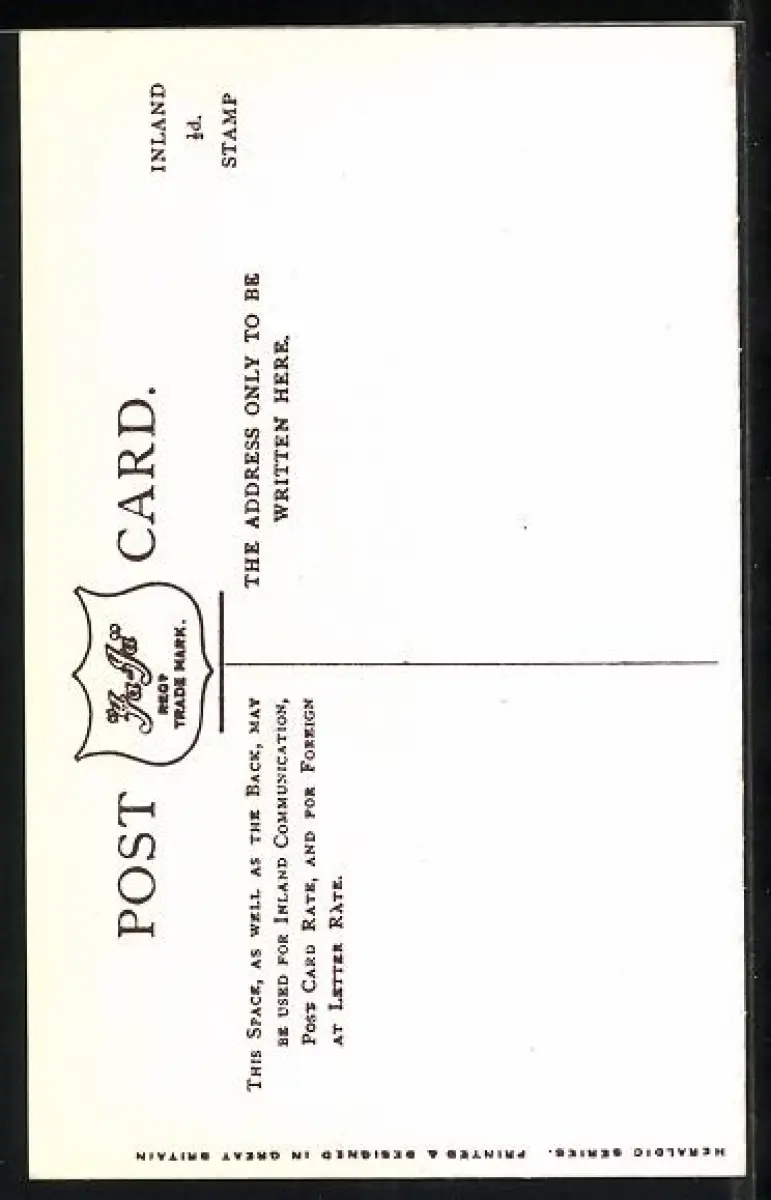 POST CARD.
"Ja-Ja"
REGD
TRADE MARK.
INLAND
½d.
STAMP
THIS SPACE, AS WELL AS THE BACK, MAY
BE USED FOR INLAND COMMUNICATION,
POST CARD RATE, AND FOR FOREIGN
AT LETTER RATE.
THE ADDRESS ONLY TO BE
WRITTEN HERE.
HERALDIC SERIES. PRINTED & DESIGNED IN GREAT BRITAIN